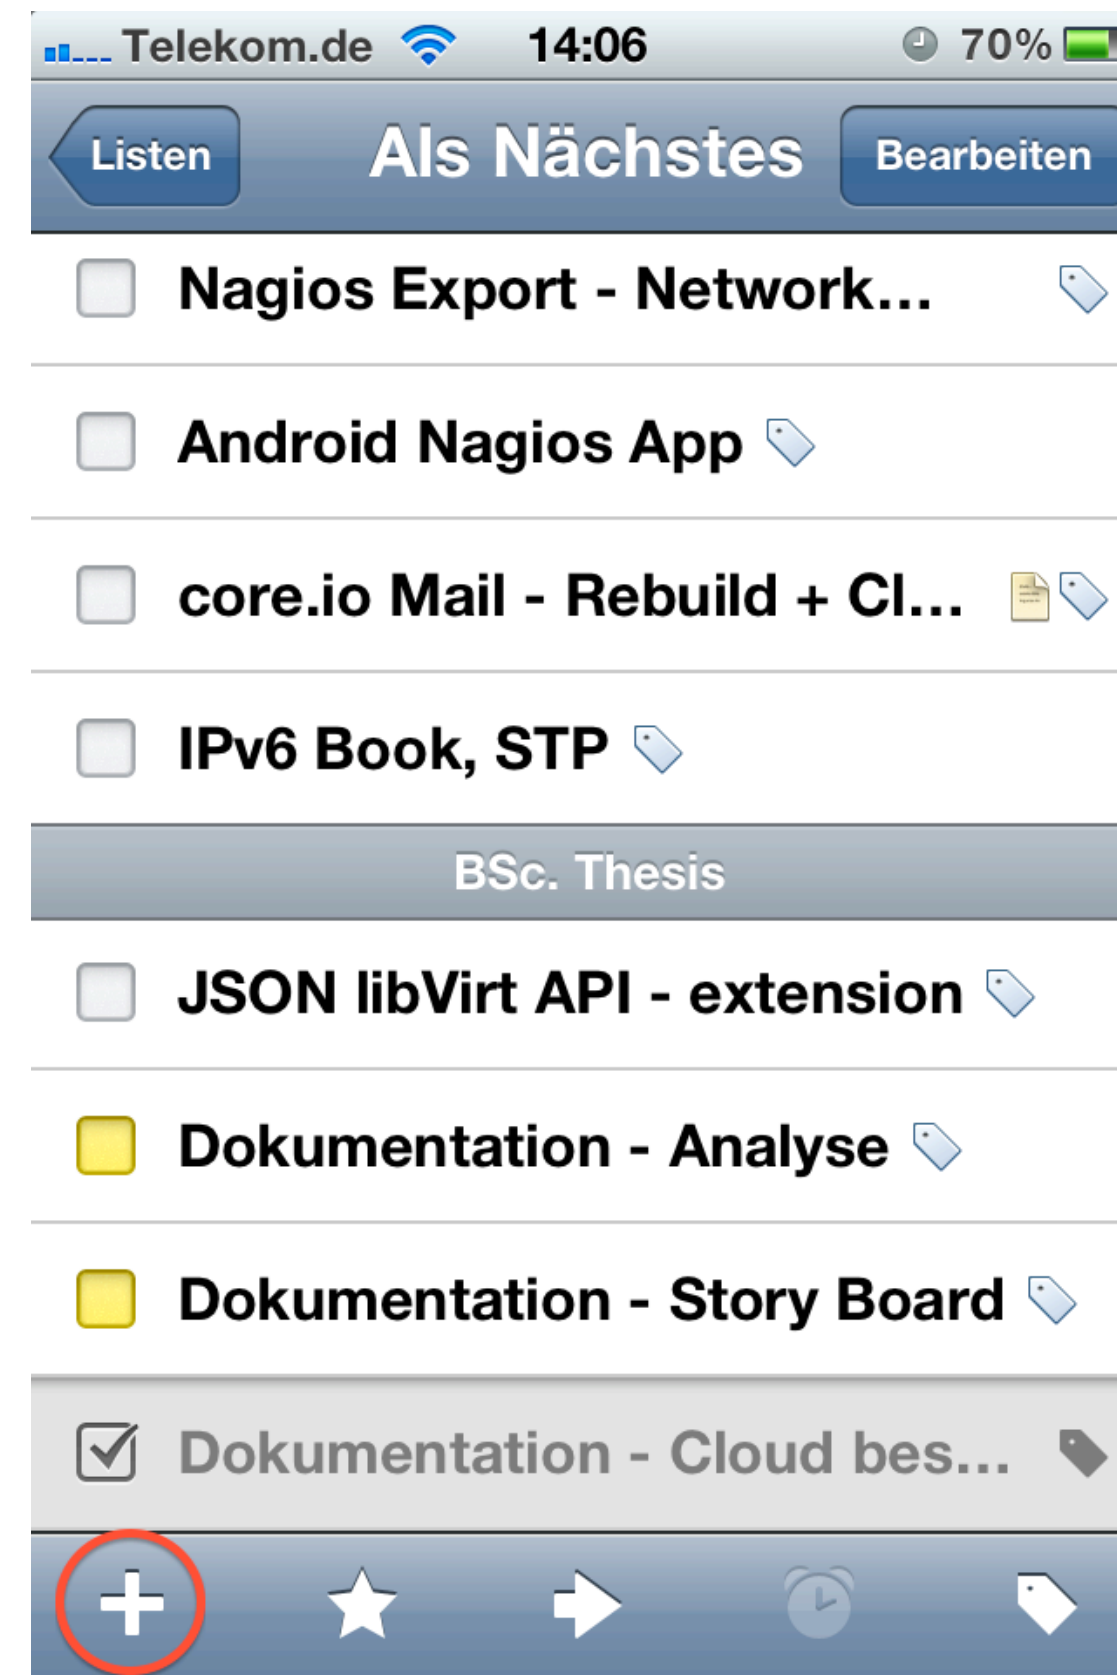 Telekom.de 14:06 70%
Listen Als Nächstes Bearbeiten
Nagios Export - Network...
Android Nagios App
core.io Mail - Rebuild + Cl...
IPv6 Book, STP
BSc. Thesis
JSON libVirt API - extension
Dokumentation - Analyse
Dokumentation - Story Board
Dokumentation - Cloud bes...